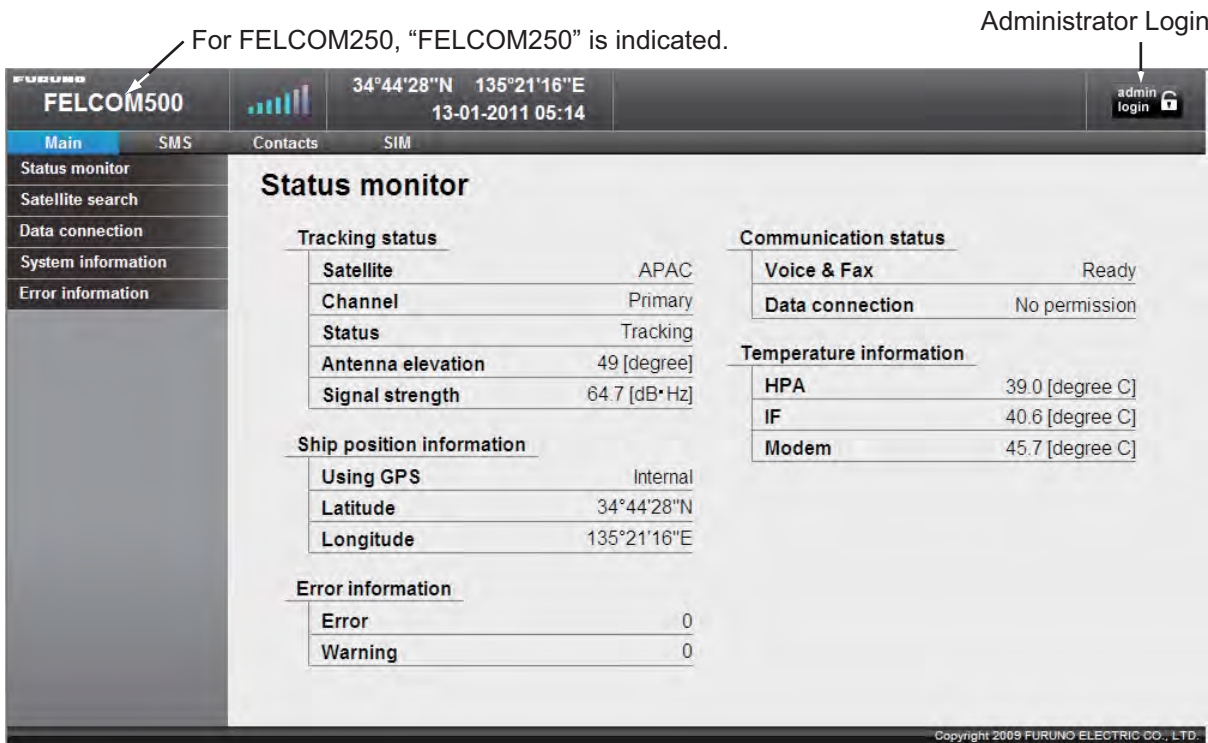 Administrator Login
For FELCOM250, “FELCOM250” is indicated.
FURUNO
FELCOM500
34°44'28"N 135°21'16"E
13-01-2011 05:14
admin
login
Main SMS Contacts SIM
Status monitor
Satellite search
Data connection
System information
Error information
Status monitor
Tracking status
Satellite APAC
Channel Primary
Status Tracking
Antenna elevation 49 [degree]
Signal strength 64.7 [dB･Hz]
Ship position information
Using GPS Internal
Latitude 34°44'28"N
Longitude 135°21'16"E
Error information
Error 0
Warning 0
Communication status
Voice & Fax Ready
Data connection No permission
Temperature information
HPA 39.0 [degree C]
IF 40.6 [degree C]
Modem 45.7 [degree C]
Copyright 2009 FURUNO ELECTRIC CO., LTD.